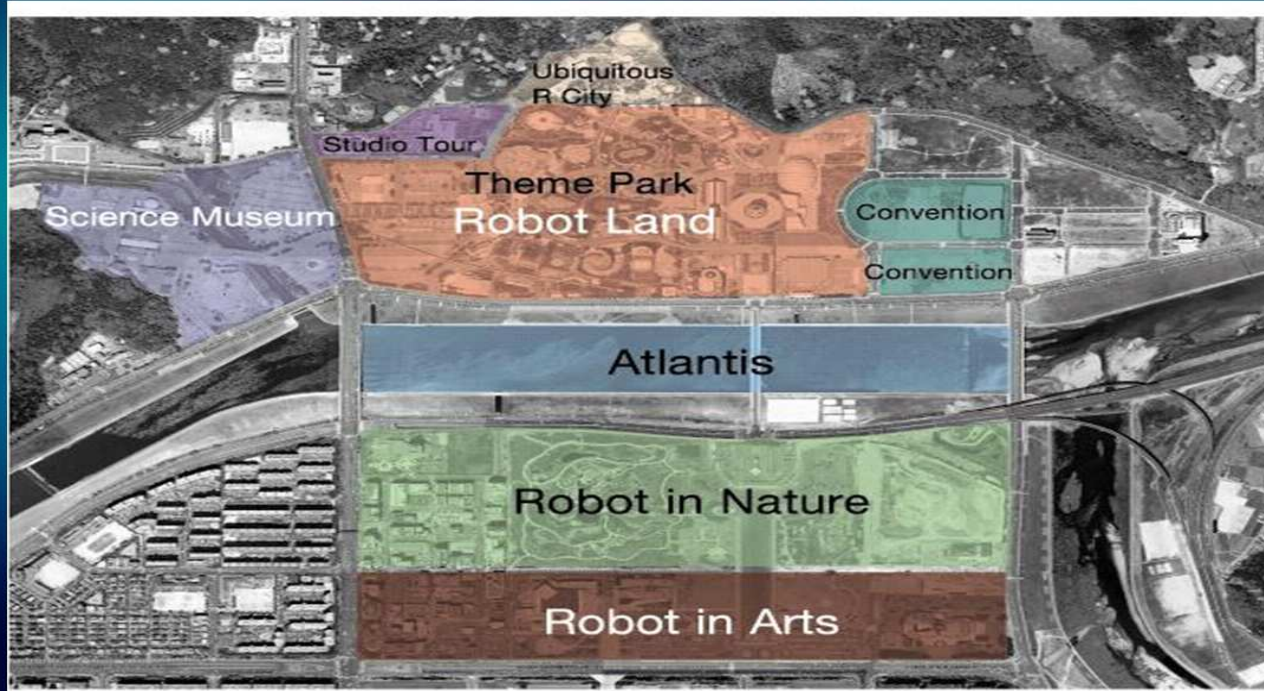 Ubiquitous
R City
Studio Tour
Theme Park
Science Museum
Robot Land
Convention
Convention
Atlantis
Robot in Nature
Robot in Arts